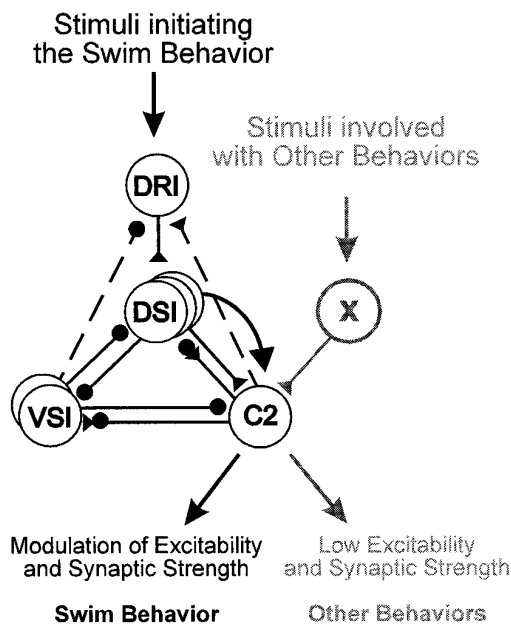 Stimuli initiating
the Swim Behavior
Stimuli involved
with Other Behaviors
DRI
DSI
X
VSI
C2
Modulation of Excitability
and Synaptic Strength
Low Excitability
and Synaptic Strength
Swim Behavior
Other Behaviors